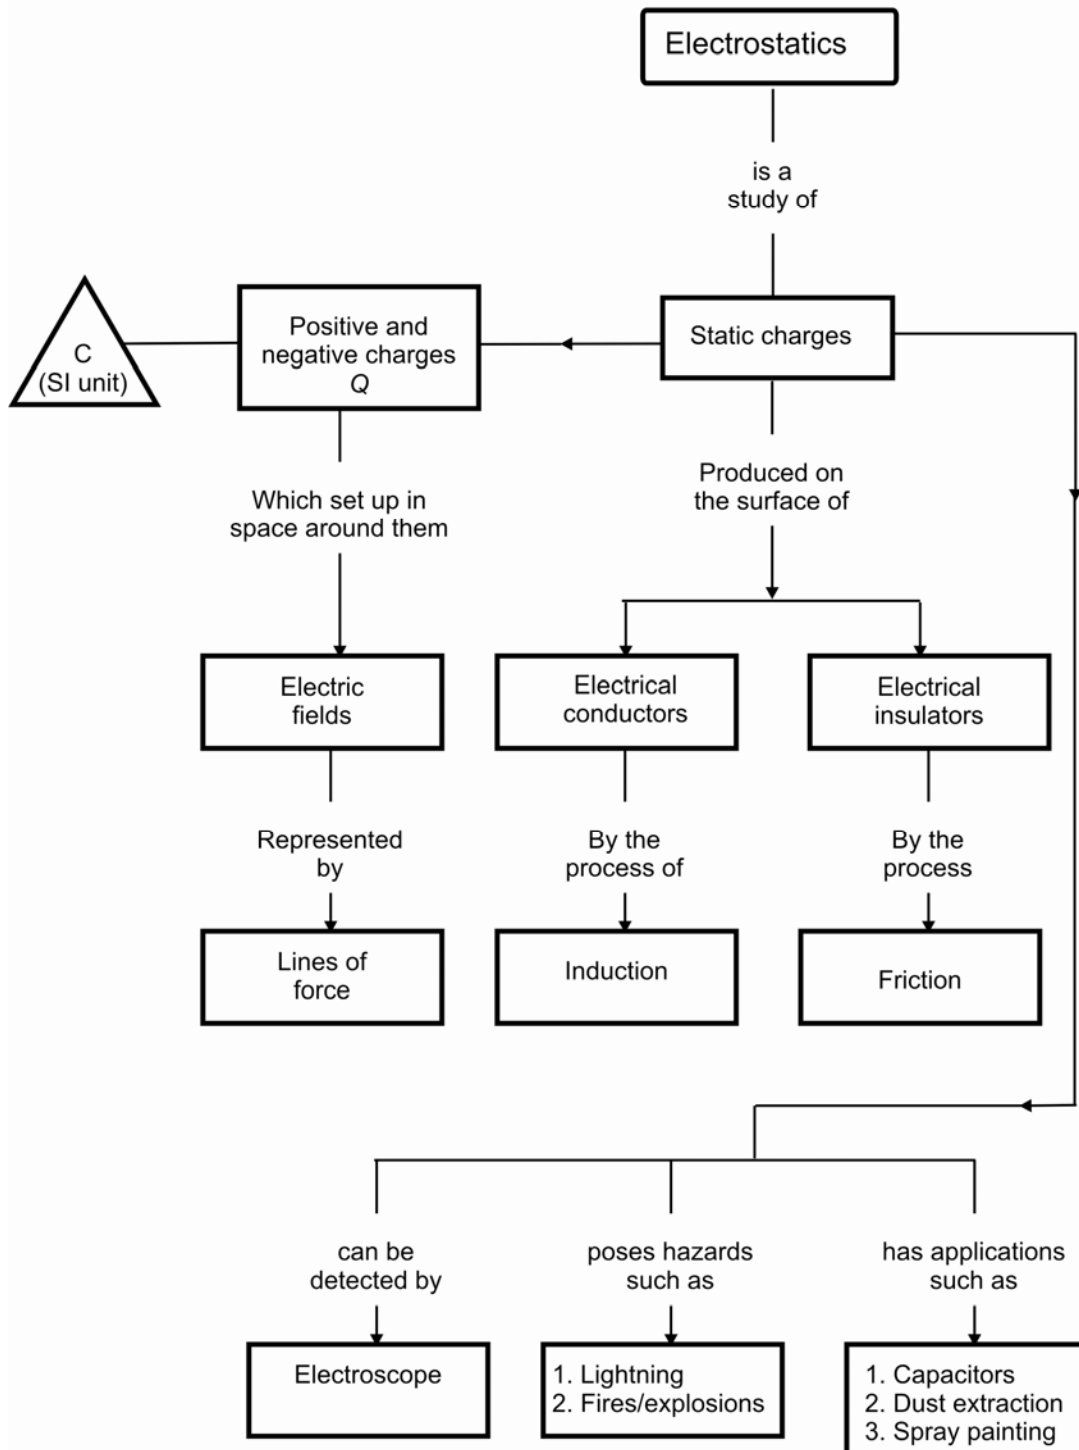 Electrostatics
is a
study of
Static charges
Positive and
negative charges
Q
C
(SI unit)
Which set up in
space around them
Produced on
the surface of
Electric
fields
Electrical
conductors
Electrical
insulators
Represented
by
By the
process of
By the
process
Lines of
force
Induction
Friction
can be
detected by
poses hazards
such as
has applications
such as
Electroscope
1. Lightning
2. Fires/explosions
1. Capacitors
2. Dust extraction
3. Spray painting